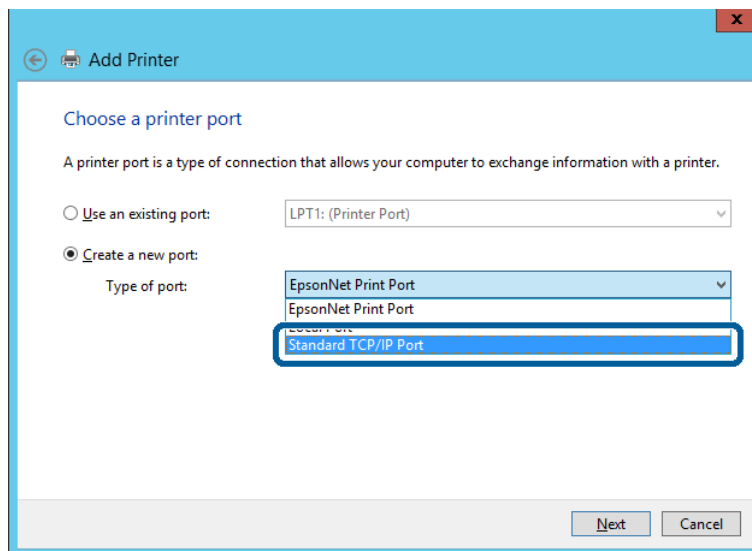 Add Printer
Choose a printer port
A printer port is a type of connection that allows your computer to exchange information with a printer.
Use an existing port: LPT1: (Printer Port)
Create a new port:
Type of port: EpsonNet Print Port
EpsonNet Print Port
Local Port
Standard TCP/IP Port
Next Cancel